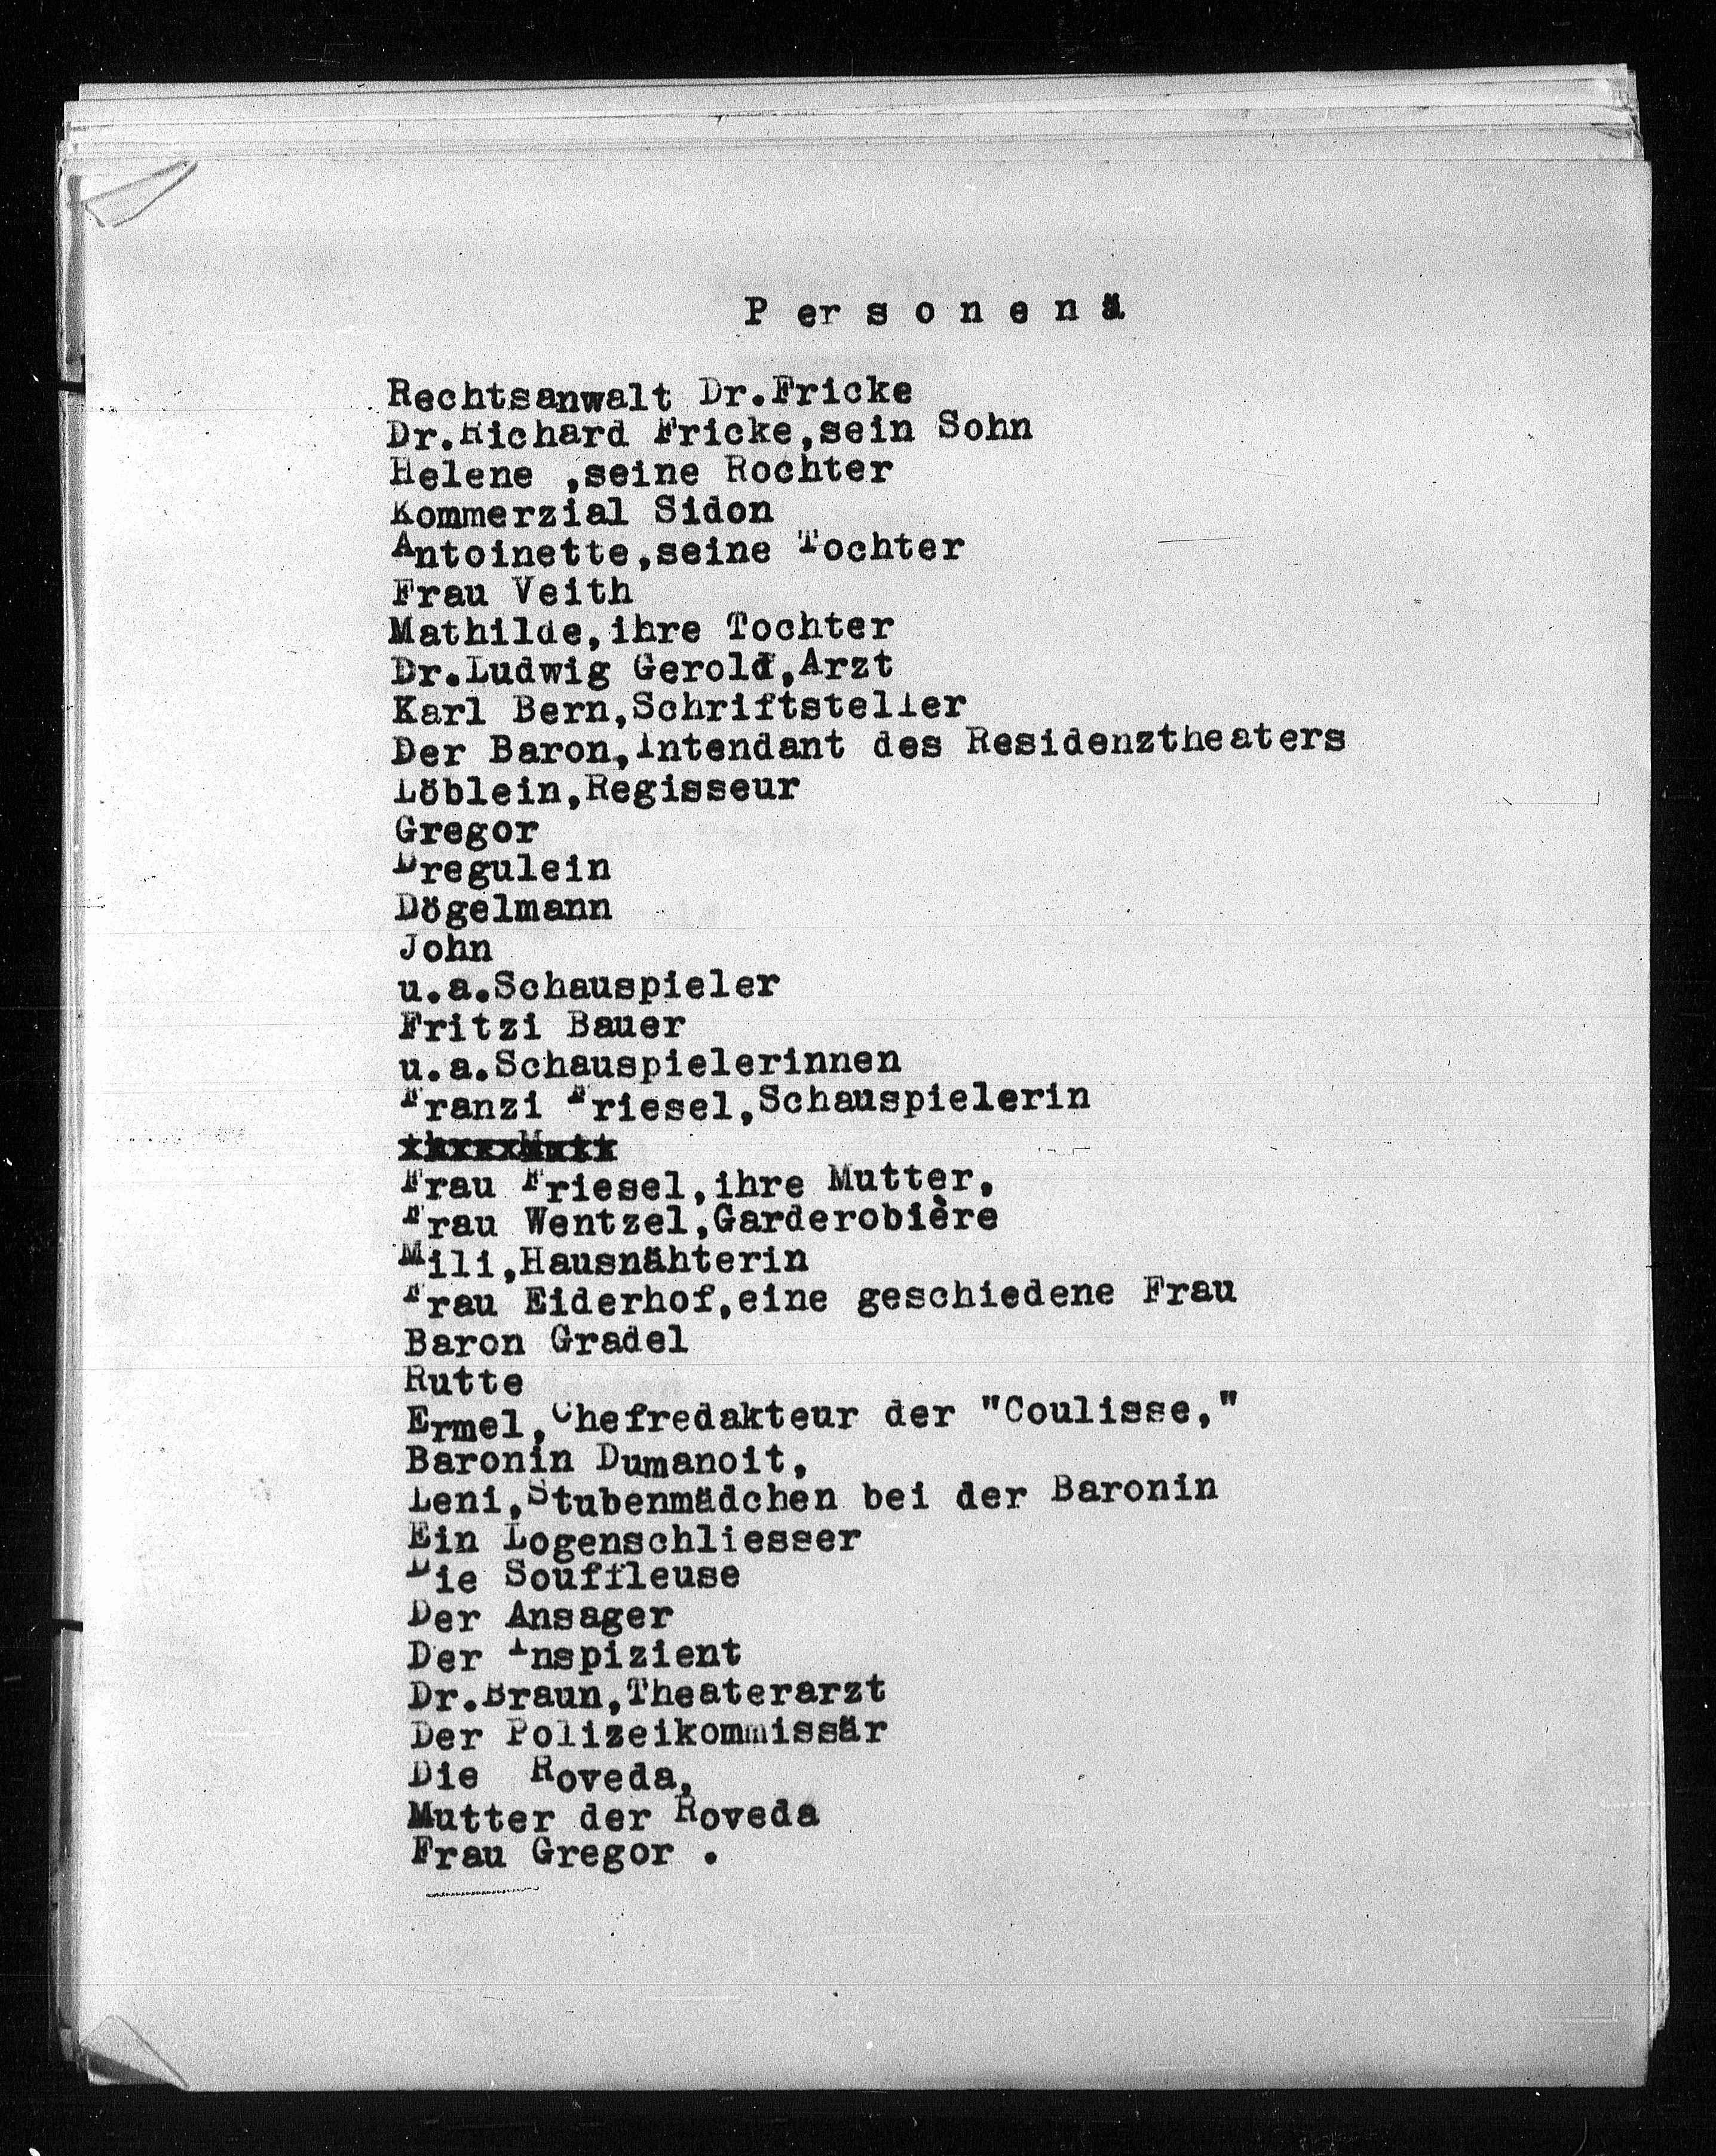 P er s o n e n ä
Rechtsanwalt Dr.Fricke
Dr.Richard Fricke,sein Sohn
Helene ,seine Rochter
Kommerzial Sidon
Antoinette,seine Tochter
Frau Veith
Mathilde,ihre Tochter
Dr.Ludwig Gerold,Arzt
Karl Bern,Schriftsteller
Der Baron,Intendant des Residenztheaters
Löblein,Regisseur
Gregor
Dregulein
Dögelmann
John
u.a.Schauspieler
Fritzi Bauer
u.a.Schauspielerinnen
Franzi Friesel,Schauspielerin
Frau Friesel,ihre Mutter,
Frau Wentzel,Garderobière
Mili,Hausnähterin
Frau Eiderhof,eine geschiedene Frau
Baron Gradel
Rutte
Ermel,Chefredakteur der "Coulisse,"
Baronin Dumanoit,
Leni,Stubenmädchen bei der Baronin
Ein Logenschliesser
Die Souffleuse
Der Ansager
Der Inspizient
Dr.Braun,Theaterarzt
Der Polizeikommissär
Die Roveda,
Mutter der Roveda
Frau Gregor .